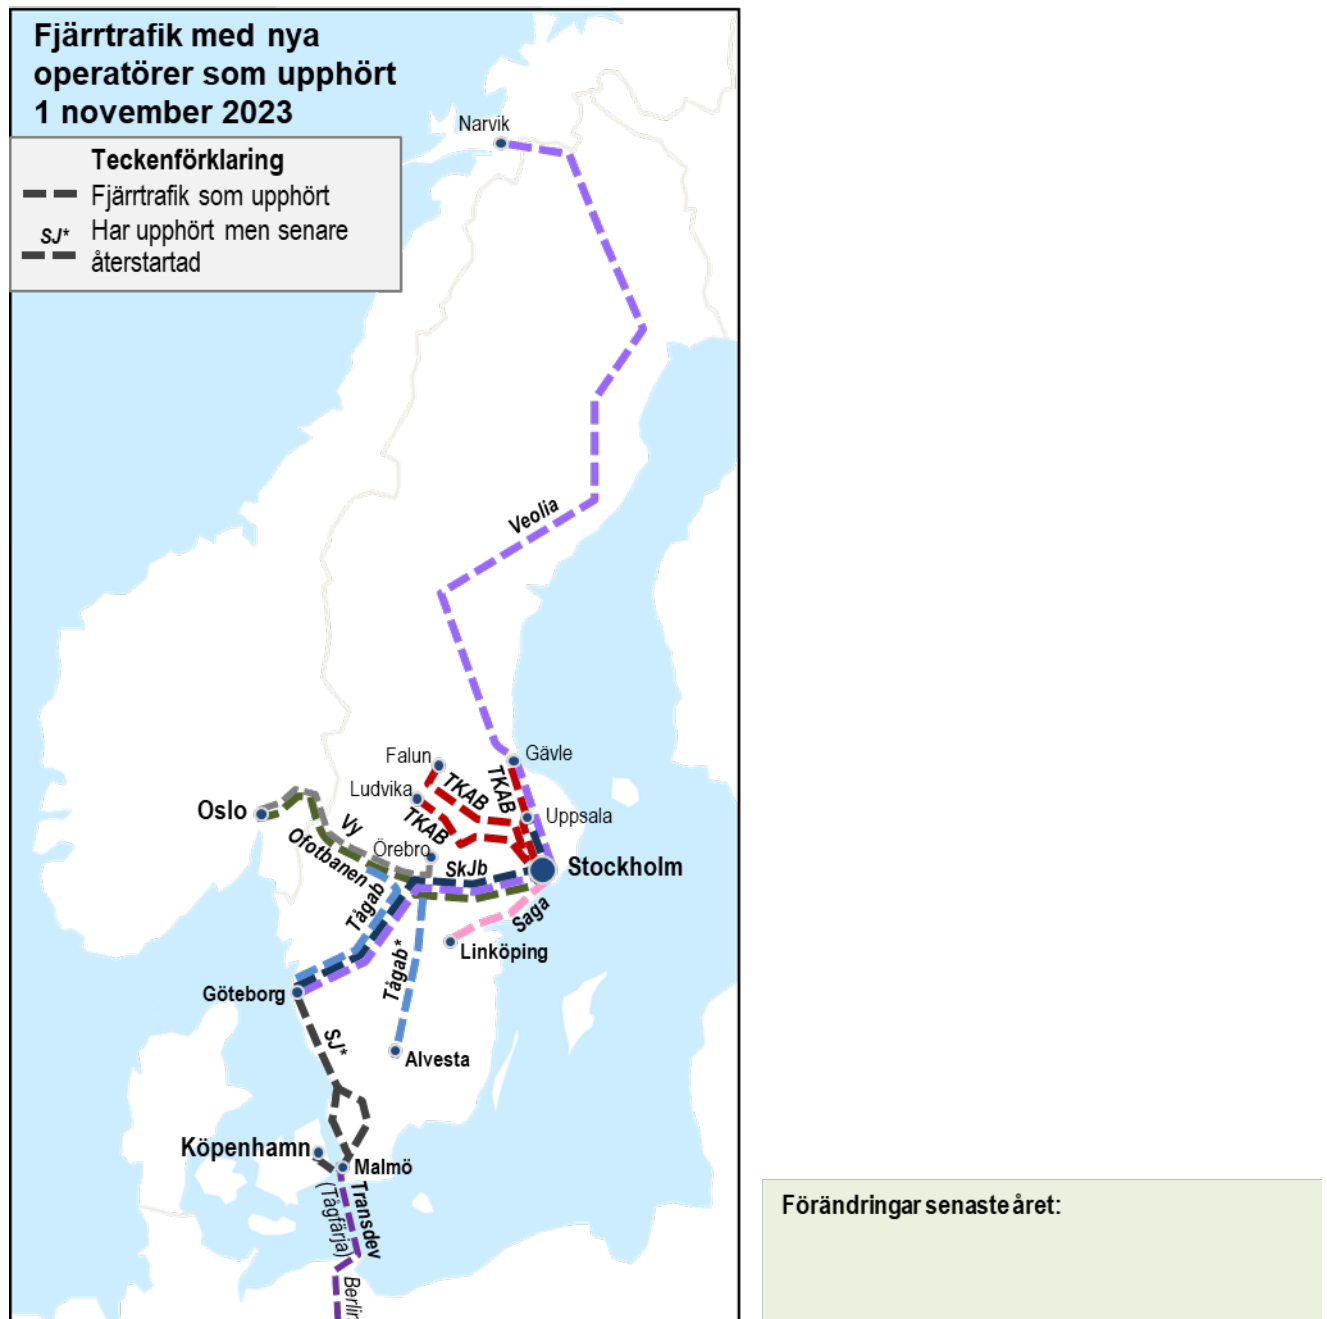 Fjärrtrafik med nya
operatörer som upphört
1 november 2023
Teckenförklaring
Fjärrtrafik som upphört
SJ* Har upphört men senare
återstartad
Narvik
Veolia
Falun
Gävle
Ludvika
TKAB
TKAB
TKAB
Oslo
Uppsala
Vy
Örebro
Ofotbanen
SkJb
Stockholm
Tågab
Saga
Linköping
Tågab*
Göteborg
SJ*
Alvesta
Köpenhamn
Malmö
Transdev
(Tågfärja)
Förändringar senaste året: